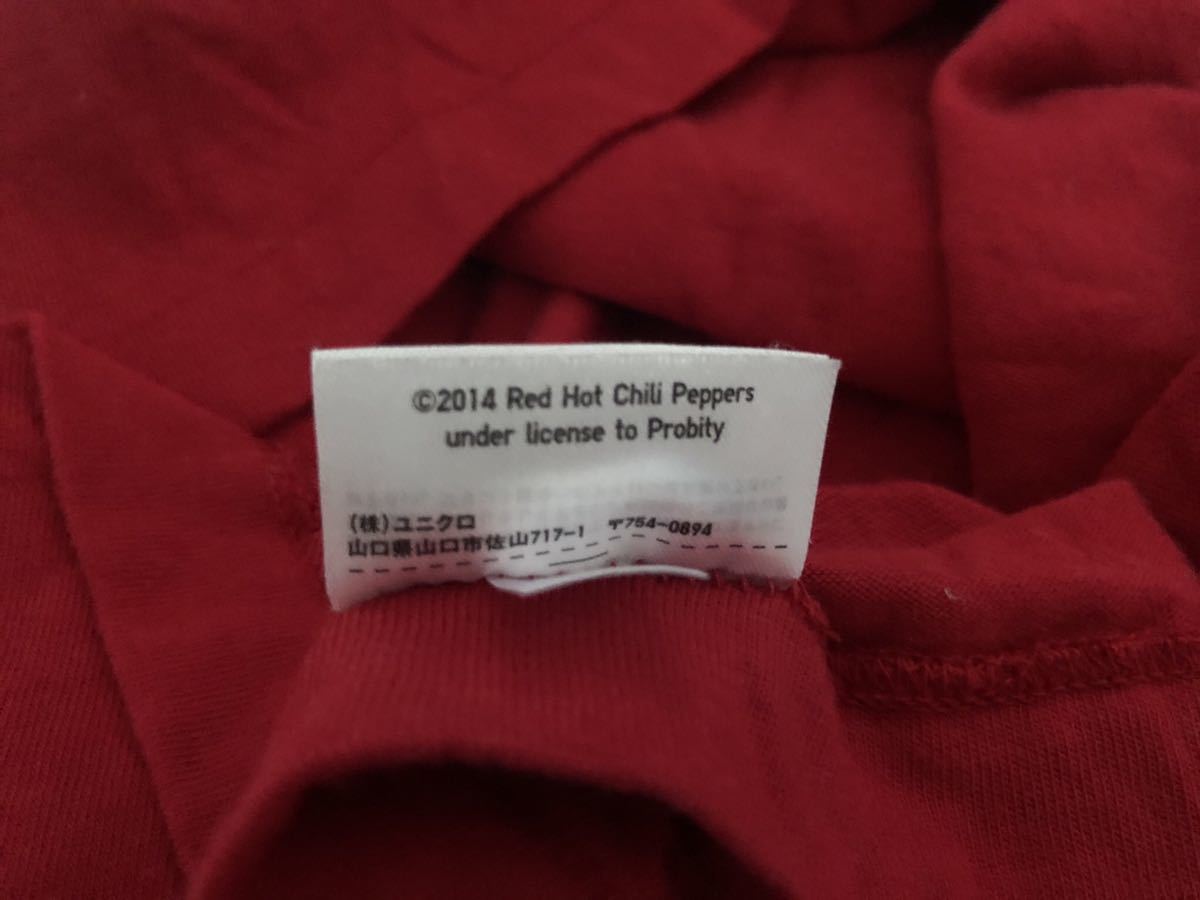 ©2014 Red Hot Chili Peppers
under license to Probity
(株)ユニクロ
山口県山口市佐山717-1 〒754-0894